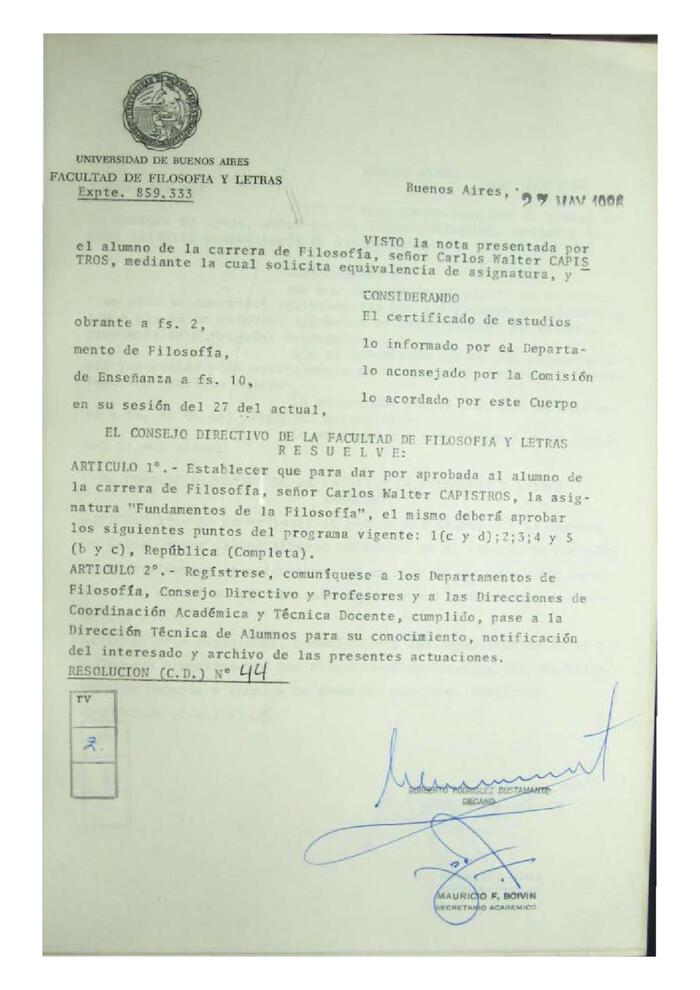 UNIVERSIDAD DE BUENOS AIRES
FACULTAD DE FILOSOFIA Y LETRAS
Expte. 859.333
Buenos Aires, 27 MAY
VISTO la nota presentada por
el alumno de la carrera de Filosofía, señor Carlos Walter CAPIS
TROS, mediante la cual solicita equivalencia de asignatura, y
CONSIDERANDO
El certificado de estudios
obrante a fs. 2,
lo informado por el Departa-
mento de Filosofía,
lo aconsejado por la Comisión
de Enseñanza a fs. 10,
lo acordado por este Cuerpo
en su sesión del 27 del actual,
EL CONSEJO DIRECTIVO DE LA FACULTAD DE FILOSOFIA Y LETRAS
R E S U E L V E:
ARTICULO 1°.- Establecer que para dar por aprobada al alumno de
la carrera de Filosofía, señor Carlos Walter CAPISTROS, la asig-
natura "Fundamentos de la Filosofía", el mismo deberá aprobar
los siguientes puntos del programa vigente: 1(c y d);2;3;4 y 5
(b y c), República (Completa).
ARTICULO 2°.- Regístrese, comuníquese a los Departamentos de
Filosofía, Consejo Directivo y Profesores y a las Direcciones de
Coordinación Académica y Técnica Docente, cumplido, pase a la
Dirección Técnica de Alumnos para su conocimiento, notificación
del interesado y archivo de las presentes actuaciones.
RESOLUCION (C.D.) N° 44
rv
NORBERTO RODRIGUEZ BUSTAMANTE
DECANO
MAURICIO F. BOIVIN
SECRETARIO ACADEMICO